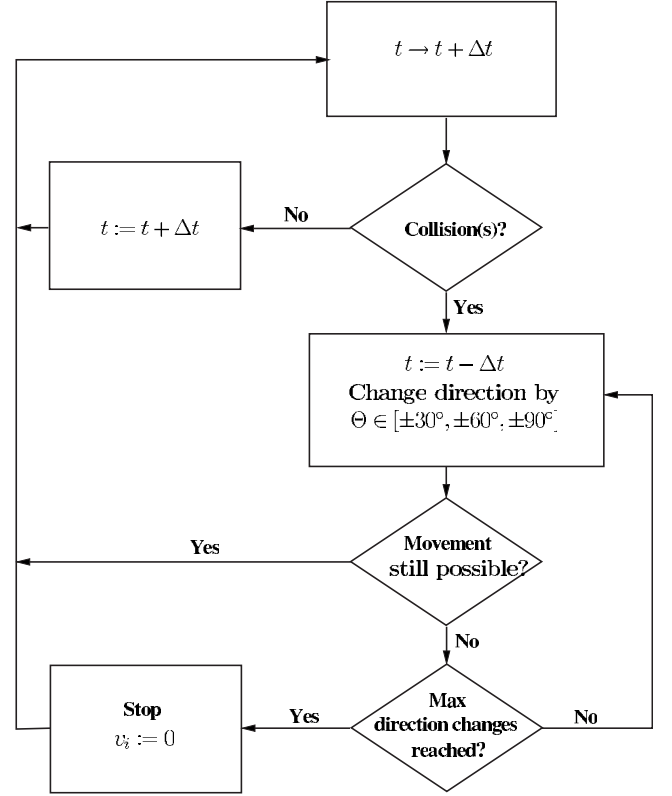 t → t + Δt
No
t := t + Δt
Collision(s)?
Yes
t := t − Δt
Change direction by
Θ ∈ [±30°, ±60°, ±90°]
Yes
Movement
still possible?
No
Stop
v_i := 0
Yes
Max
direction changes
reached?
No